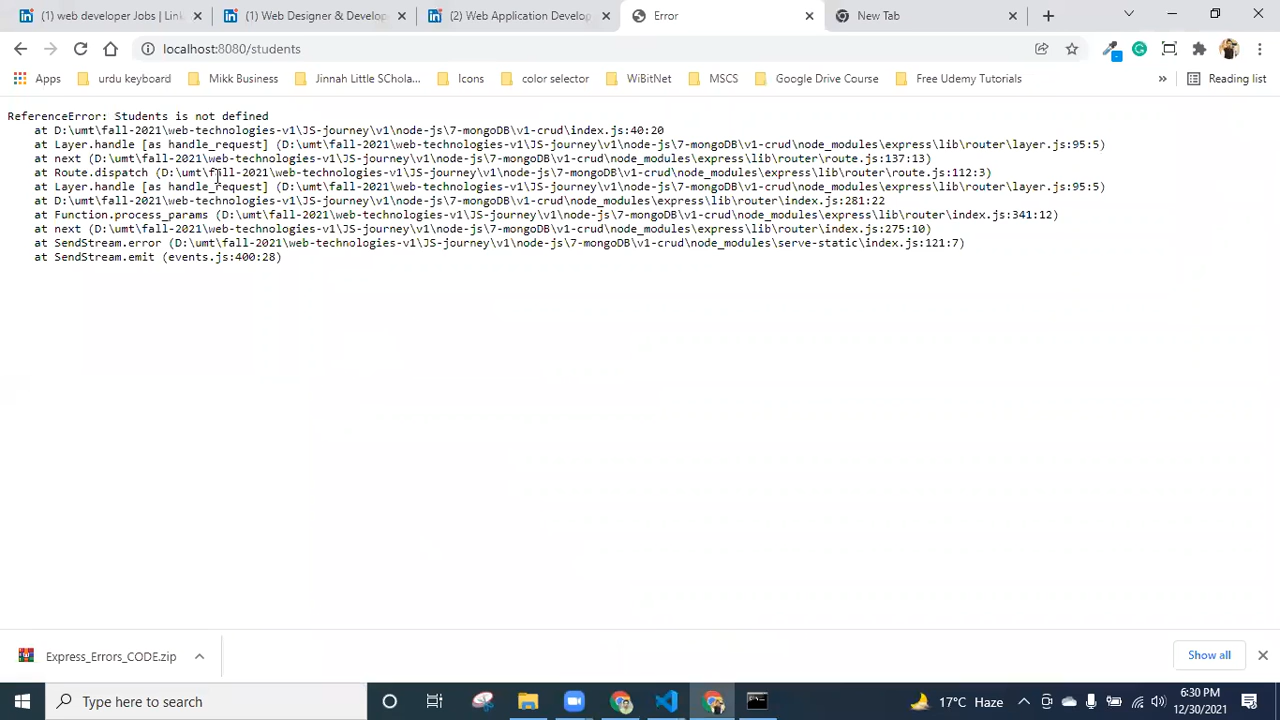 (1) web developer Jobs | Link
(1) Web Designer & Develop
(2) Web Application Develop
Error
New Tab
localhost:8080/students
Apps
urdu keyboard
Mikk Business
Jinnah Little SChola...
Icons
color selector
WiBitNet
MSCS
Google Drive Course
Free Udemy Tutorials
»
Reading list
ReferenceError: Students is not defined
at D:\umt\fall-2021\web-technologies-v1\JS-journey\v1\node-js\7-mongoDB\v1-crud\index.js:40:20
at Layer.handle [as handle_request] (D:\umt\fall-2021\web-technologies-v1\JS-journey\v1\node-js\7-mongoDB\v1-crud\node_modules\express\lib\router\layer.js:95:5)
at next (D:\umt\fall-2021\web-technologies-v1\JS-journey\v1\node-js\7-mongoDB\v1-crud\node_modules\express\lib\router\route.js:137:13)
at Route.dispatch (D:\umt\fall-2021\web-technologies-v1\JS-journey\v1\node-js\7-mongoDB\v1-crud\node_modules\express\lib\router\route.js:112:3)
at Layer.handle [as handle_request] (D:\umt\fall-2021\web-technologies-v1\JS-journey\v1\node-js\7-mongoDB\v1-crud\node_modules\express\lib\router\layer.js:95:5)
at D:\umt\fall-2021\web-technologies-v1\JS-journey\v1\node-js\7-mongoDB\v1-crud\node_modules\express\lib\router\index.js:281:22
at Function.process_params (D:\umt\fall-2021\web-technologies-v1\JS-journey\v1\node-js\7-mongoDB\v1-crud\node_modules\express\lib\router\index.js:341:12)
at next (D:\umt\fall-2021\web-technologies-v1\JS-journey\v1\node-js\7-mongoDB\v1-crud\node_modules\express\lib\router\index.js:275:10)
at SendStream.error (D:\umt\fall-2021\web-technologies-v1\JS-journey\v1\node-js\7-mongoDB\v1-crud\node_modules\serve-static\index.js:121:7)
at SendStream.emit (events.js:400:28)
Express_Errors_CODE.zip
Show all
Type here to search
17°C Haze
6:30 PM
12/30/2021